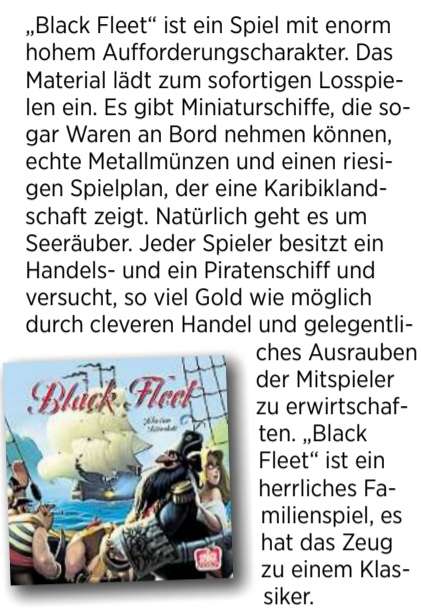 „Black Fleet“ ist ein Spiel mit enorm
hohem Aufforderungscharakter. Das
Material lädt zum sofortigen Losspie-
len ein. Es gibt Miniaturschiffe, die so-
gar Waren an Bord nehmen können,
echte Metallmünzen und einen riesi-
gen Spielplan, der eine Karibikland-
schaft zeigt. Natürlich geht es um
Seeräuber. Jeder Spieler besitzt ein
Handels- und ein Piratenschiff und
versucht, so viel Gold wie möglich
durch cleveren Handel und gelegentli-
ches Ausrauben
der Mitspieler
zu erwirtschaf-
ten. „Black
Fleet“ ist ein
herrliches Fa-
milienspiel, es
hat das Zeug
zu einem Klas-
siker.
Black Fleet